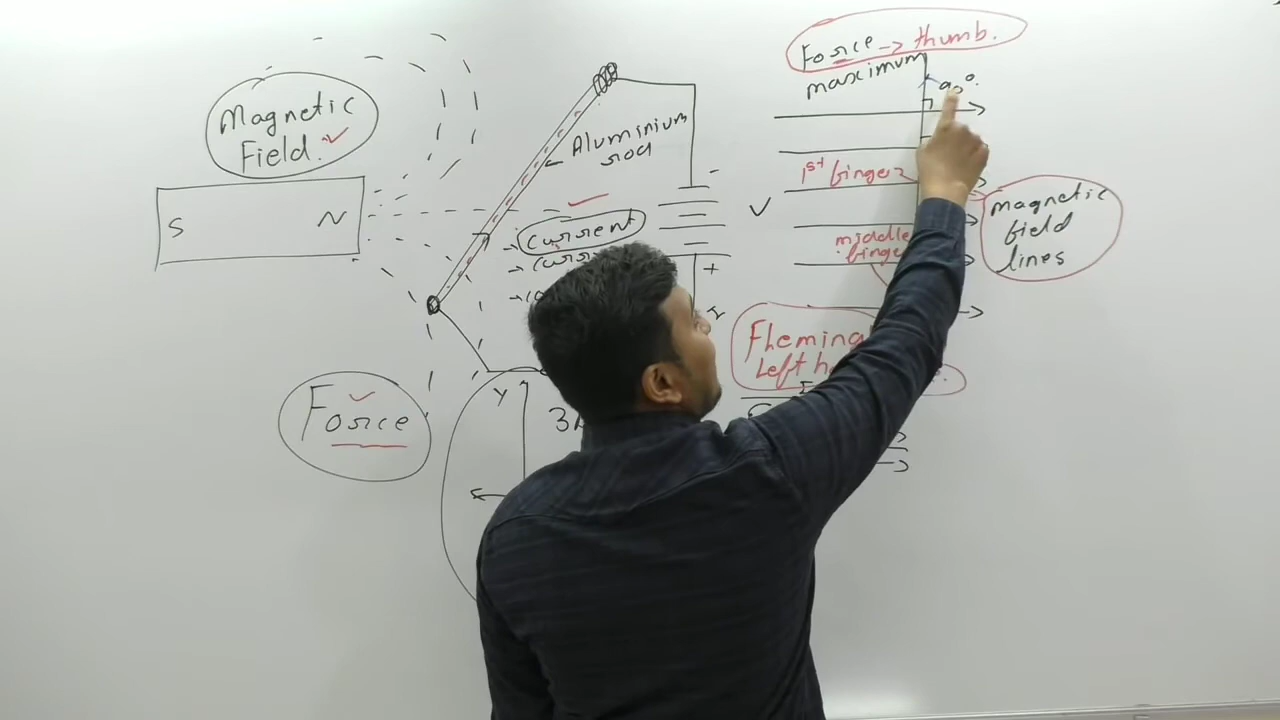 Magnetic
Field.
S
N
Aluminium
rod
current
-
+
Force
Y
Force → thumb.
maximum
90°
1st finger
middle
finger
magnetic
field
lines
Fleming
Left